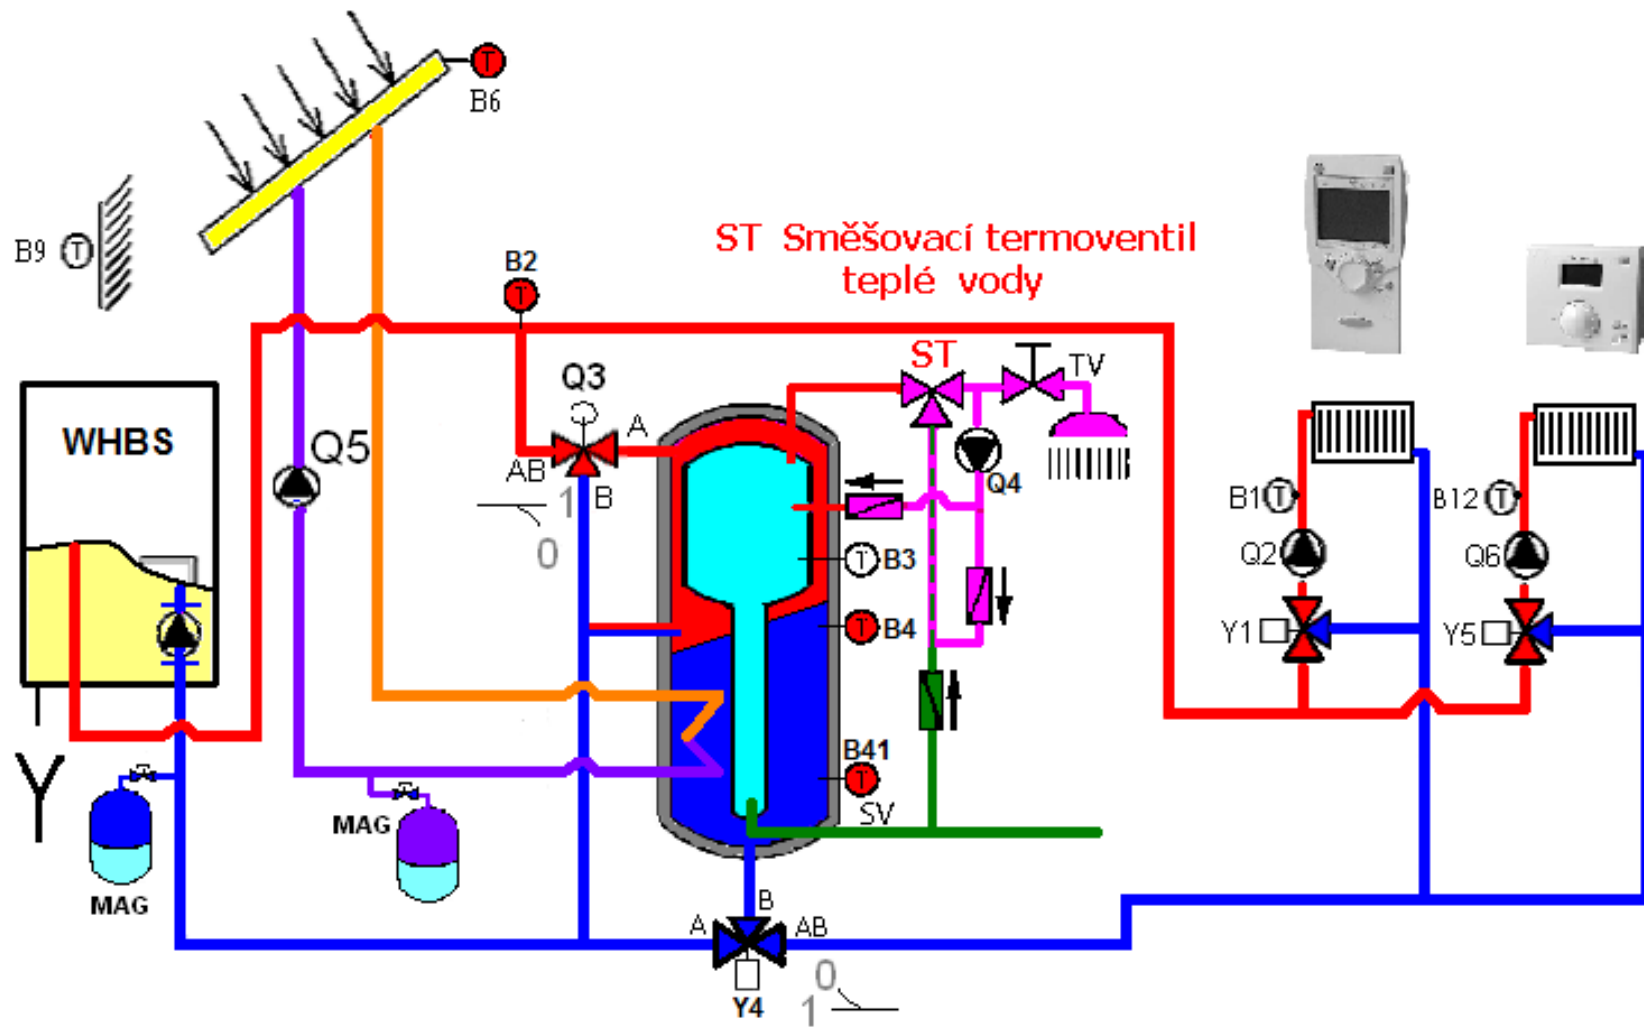 B6
B9 T
ST Směšovací termoventil
teplé vody
B2
T
ST
TV
Q3
A
WHBS
Q5
AB
B
1
0
Q4
T B3
T B4
B1 T
B12 T
Q2
Q6
Y1
Y5
B41
T
SV
MAG
MAG
B
A
AB
0
1
Y4
T